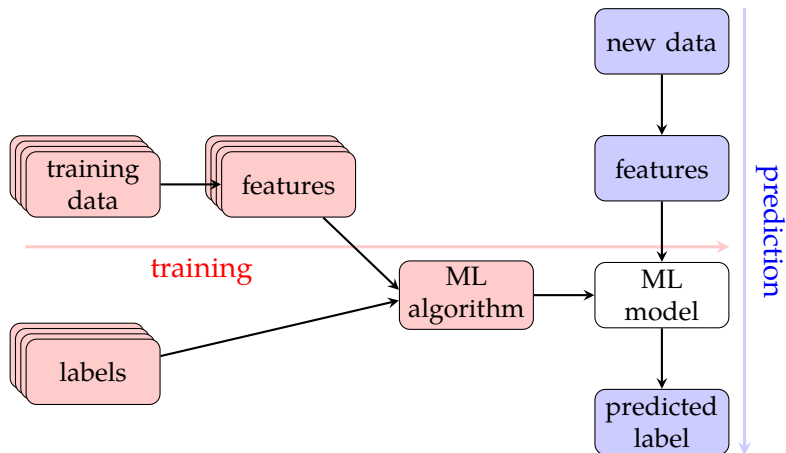 new data
training
data
features
features
prediction
training
ML
algorithm
ML
model
labels
predicted
label